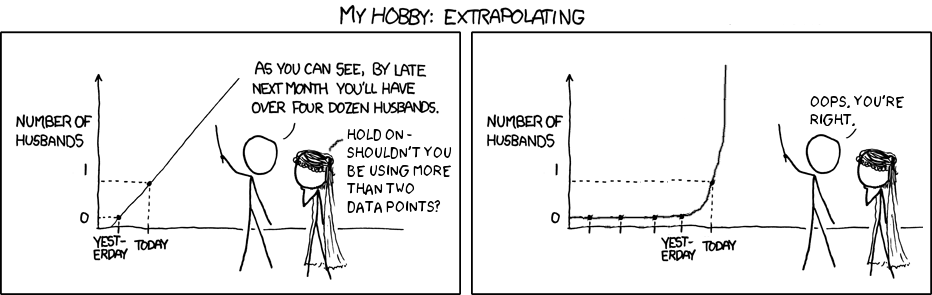 MY HOBBY: EXTRAPOLATING
AS YOU CAN SEE, BY LATE
NEXT MONTH YOU'LL HAVE
OVER FOUR DOZEN HUSBANDS.
HOLD ON-
SHOULDN'T YOU
BE USING MORE
THAN TWO
DATA POINTS?
NUMBER OF
HUSBANDS
1
0
YEST-
ERDAY
TODAY
OOPS. YOU'RE
RIGHT.
NUMBER OF
HUSBANDS
1
0
YEST-
ERDAY
TODAY